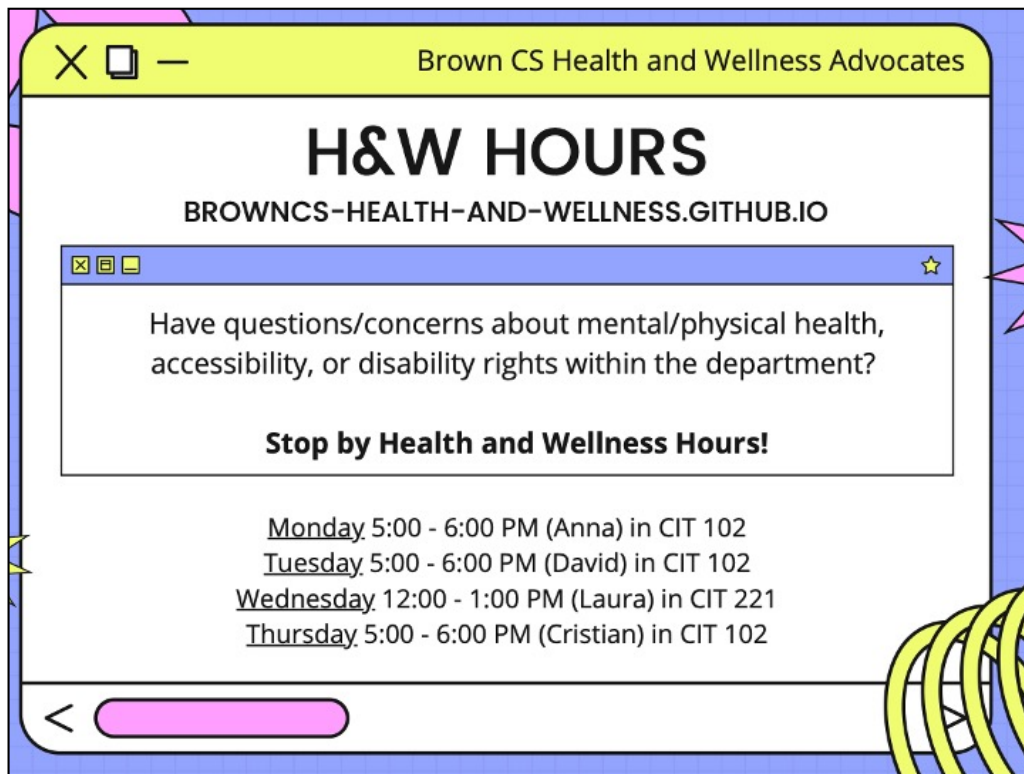 Brown CS Health and Wellness Advocates
H&W HOURS
BROWNCS-HEALTH-AND-WELLNESS.GITHUB.IO
Have questions/concerns about mental/physical health,
accessibility, or disability rights within the department?
Stop by Health and Wellness Hours!
Monday 5:00 - 6:00 PM (Anna) in CIT 102
Tuesday 5:00 - 6:00 PM (David) in CIT 102
Wednesday 12:00 - 1:00 PM (Laura) in CIT 221
Thursday 5:00 - 6:00 PM (Cristian) in CIT 102